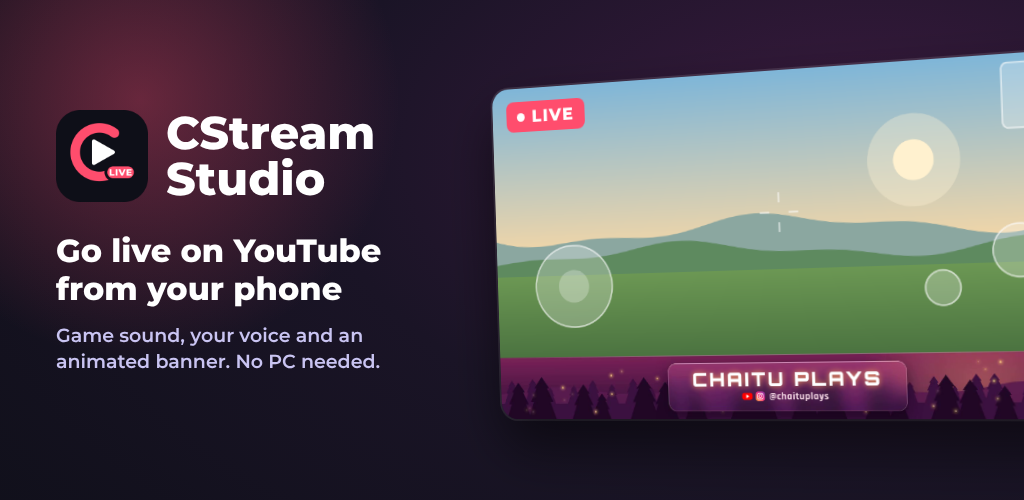 LIVE
CStream
Studio
Go live on YouTube
from your phone
Game sound, your voice and an
animated banner. No PC needed.
LIVE
CHAITU PLAYS
@chaituplays